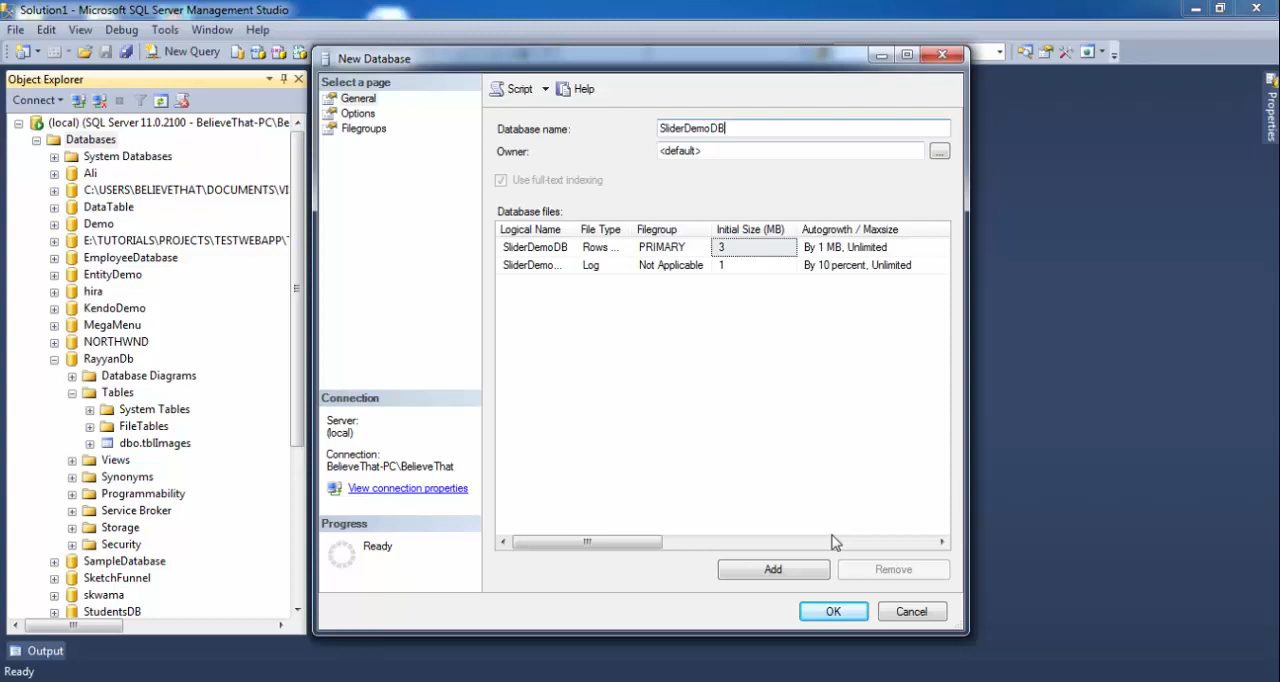 Solution1 - Microsoft SQL Server Management Studio
File Edit View Debug Tools Window Help
New Query
Object Explorer
Connect
(local) (SQL Server 11.0.2100 - BelieveThat-PC\Be
Databases
System Databases
Ali
C:\USERS\BELIEVETHAT\DOCUMENTS\VI
DataTable
Demo
E:\TUTORIALS\PROJECTS\TESTWEBAPP\
EmployeeDatabase
EntityDemo
hira
KendoDemo
MegaMenu
NORTHWND
RayyanDb
Database Diagrams
Tables
System Tables
FileTables
dbo.tblImages
Views
Synonyms
Programmability
Service Broker
Storage
Security
SampleDatabase
SketchFunnel
skwama
StudentsDB
Output
Ready
New Database
Select a page
General
Options
Filegroups
Connection
Server:
(local)
Connection:
BelieveThat-PC\BelieveThat
View connection properties
Progress
Ready
Script Help
Database name: SliderDemoDB
Owner: <default> ...
Use full-text indexing
Database files:
Logical Name File Type Filegroup Initial Size (MB) Autogrowth / Maxsize
SliderDemoDB Rows ... PRIMARY 3 By 1 MB, Unlimited
SliderDemo... Log Not Applicable 1 By 10 percent, Unlimited
Add Remove
OK Cancel
Properties